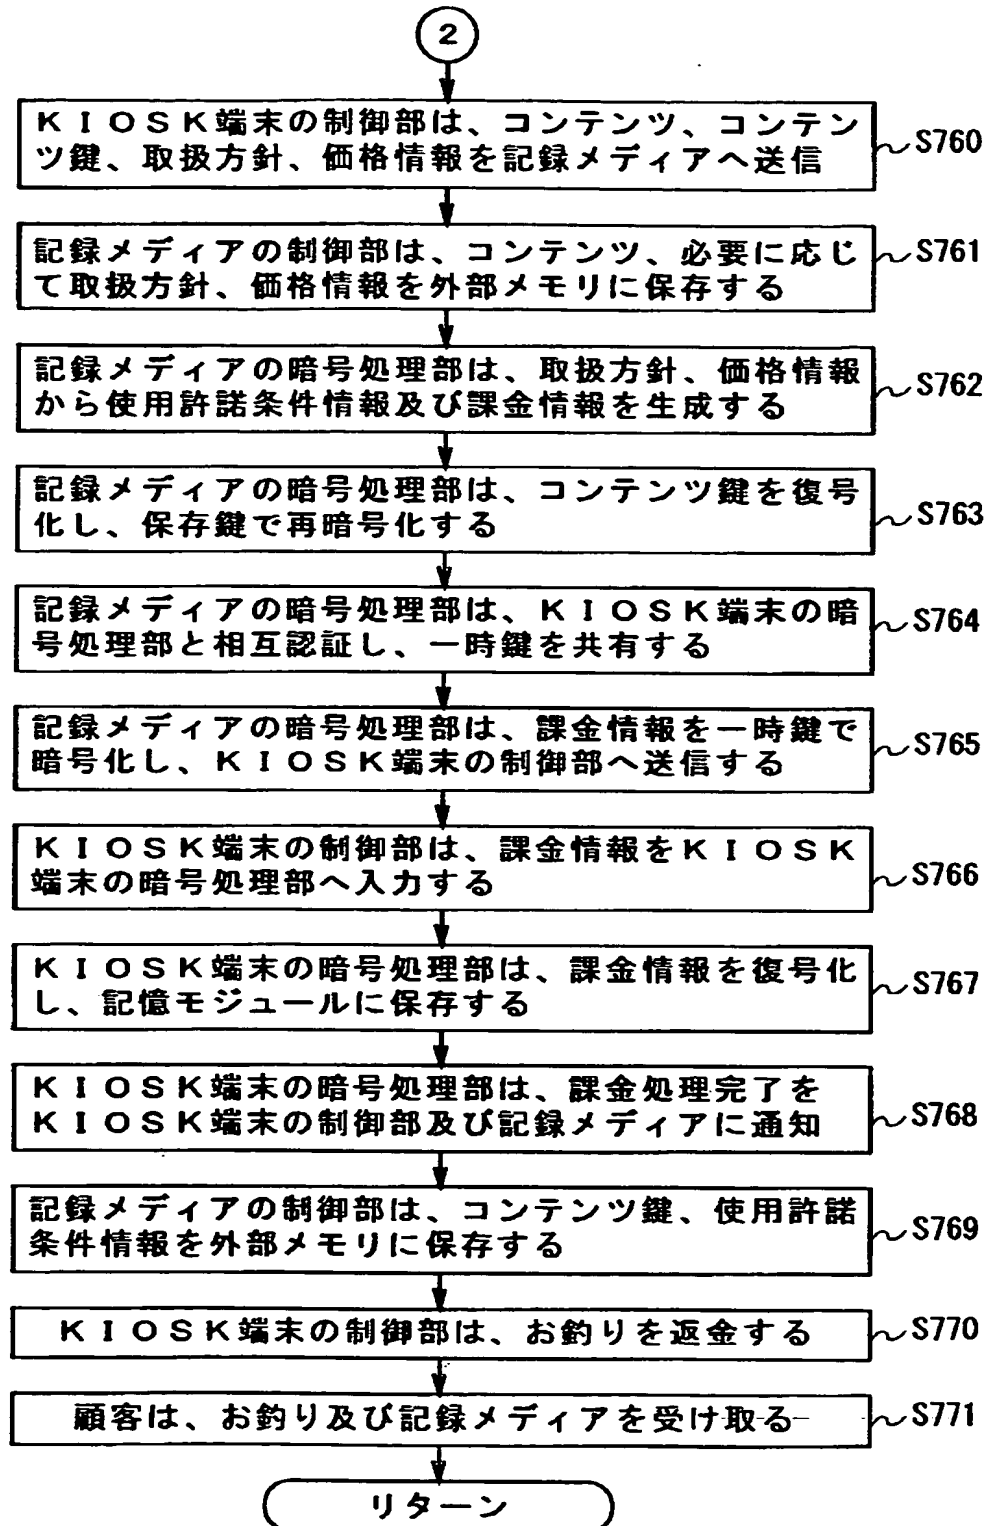 2
KIOSK端末の制御部は、コンテンツ、コンテン
ツ鍵、取扱方針、価格情報を記録メディアへ送信
S760
記録メディアの制御部は、コンテンツ、必要に応じ
て取扱方針、価格情報を外部メモリに保存する
S761
記録メディアの暗号処理部は、取扱方針、価格情報
から使用許諾条件情報及び課金情報を生成する
S762
記録メディアの暗号処理部は、コンテンツ鍵を復号
化し、保存鍵で再暗号化する
S763
記録メディアの暗号処理部は、KIOSK端末の暗
号処理部と相互認証し、一時鍵を共有する
S764
記録メディアの暗号処理部は、課金情報を一時鍵で
暗号化し、KIOSK端末の制御部へ送信する
S765
KIOSK端末の制御部は、課金情報をKIOSK
端末の暗号処理部へ入力する
S766
KIOSK端末の暗号処理部は、課金情報を復号化
し、記憶モジュールに保存する
S767
KIOSK端末の暗号処理部は、課金処理完了を
KIOSK端末の制御部及び記録メディアに通知
S768
記録メディアの制御部は、コンテンツ鍵、使用許諾
条件情報を外部メモリに保存する
S769
KIOSK端末の制御部は、お釣りを返金する
S770
顧客は、お釣り及び記録メディアを受け取る
S771
リターン